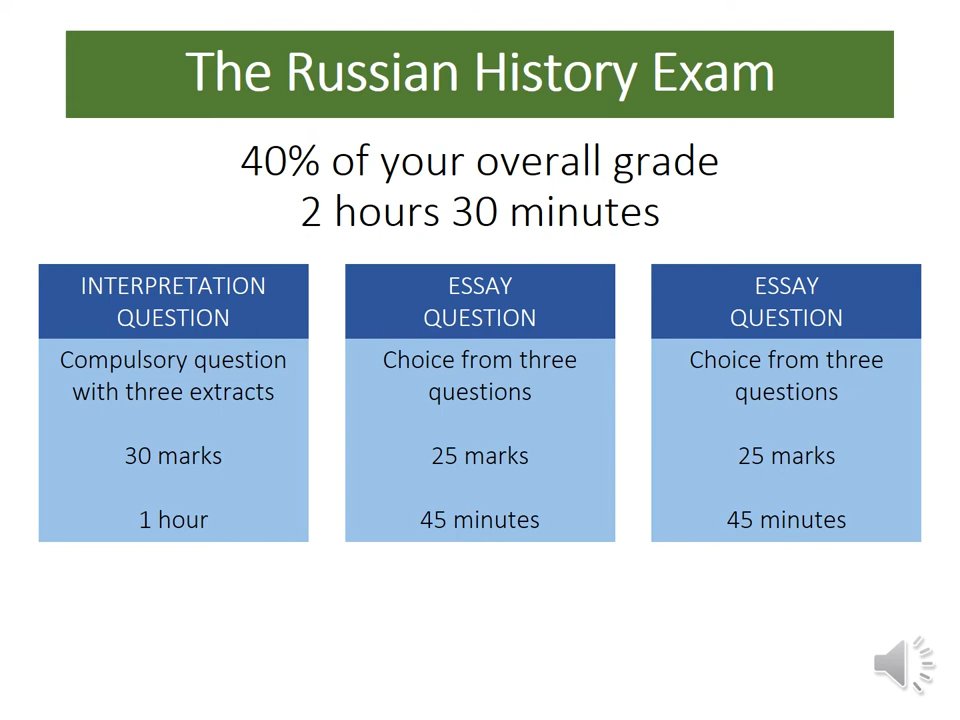 The Russian History Exam
40% of your overall grade
2 hours 30 minutes
INTERPRETATION
QUESTION
Compulsory question
with three extracts
30 marks
1 hour
ESSAY
QUESTION
Choice from three
questions
25 marks
45 minutes
ESSAY
QUESTION
Choice from three
questions
25 marks
45 minutes